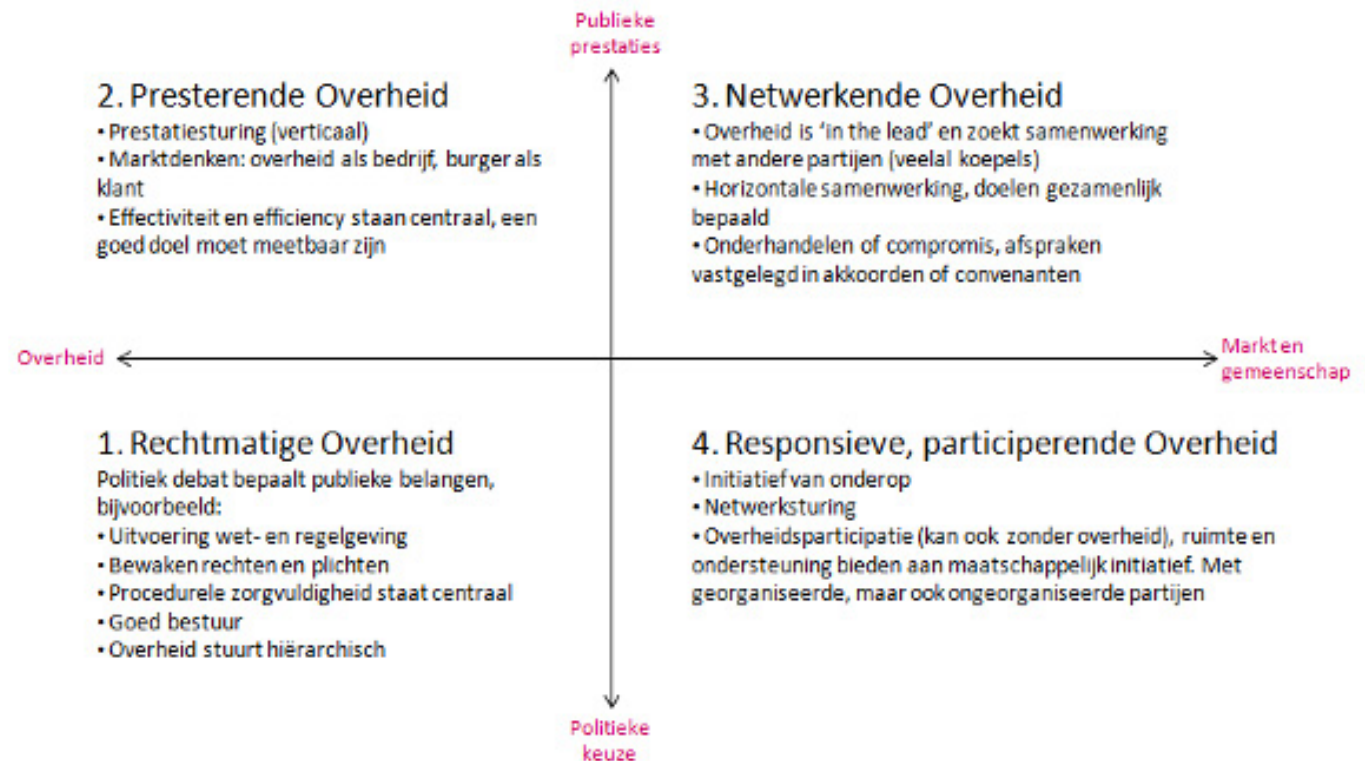 Publieke
prestaties
2. Presterende Overheid
• Prestatiesturing (verticaal)
• Marktdenken: overheid als bedrijf, burger als
klant
• Effectiviteit en efficiency staan centraal, een
goed doel moet meetbaar zijn
3. Netwerkende Overheid
• Overheid is ‘in the lead’ en zoekt samenwerking
met andere partijen (veelal koepels)
• Horizontale samenwerking, doelen gezamenlijk
bepaald
• Onderhandelen of compromis, afspraken
vastgelegd in akkoorden of convenanten
Overheid
Markt en
gemeenschap
1. Rechtmatige Overheid
Politiek debat bepaalt publieke belangen,
bijvoorbeeld:
• Uitvoering wet- en regelgeving
• Bewaken rechten en plichten
• Procedurele zorgvuldigheid staat centraal
• Goed bestuur
• Overheid stuurt hiërarchisch
4. Responsieve, participerende Overheid
• Initiatief van onderop
• Netwerksturing
• Overheidsparticipatie (kan ook zonder overheid), ruimte en
ondersteuning bieden aan maatschappelijk initiatief. Met
georganiseerde, maar ook ongeorganiseerde partijen
Politieke
keuze